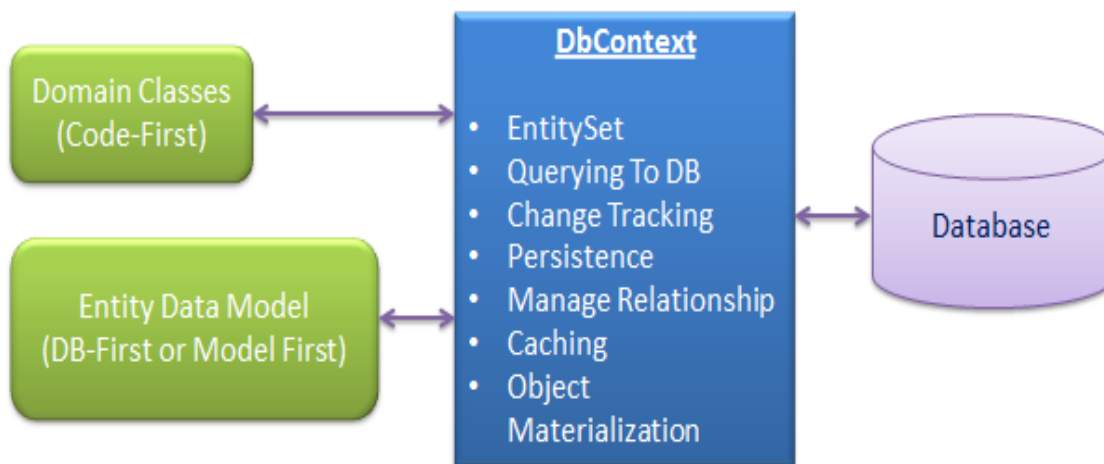 Domain Classes
(Code-First)
Entity Data Model
(DB-First or Model First)
DbContext
• EntitySet
• Querying To DB
• Change Tracking
• Persistence
• Manage Relationship
• Caching
• Object
Materialization
Database